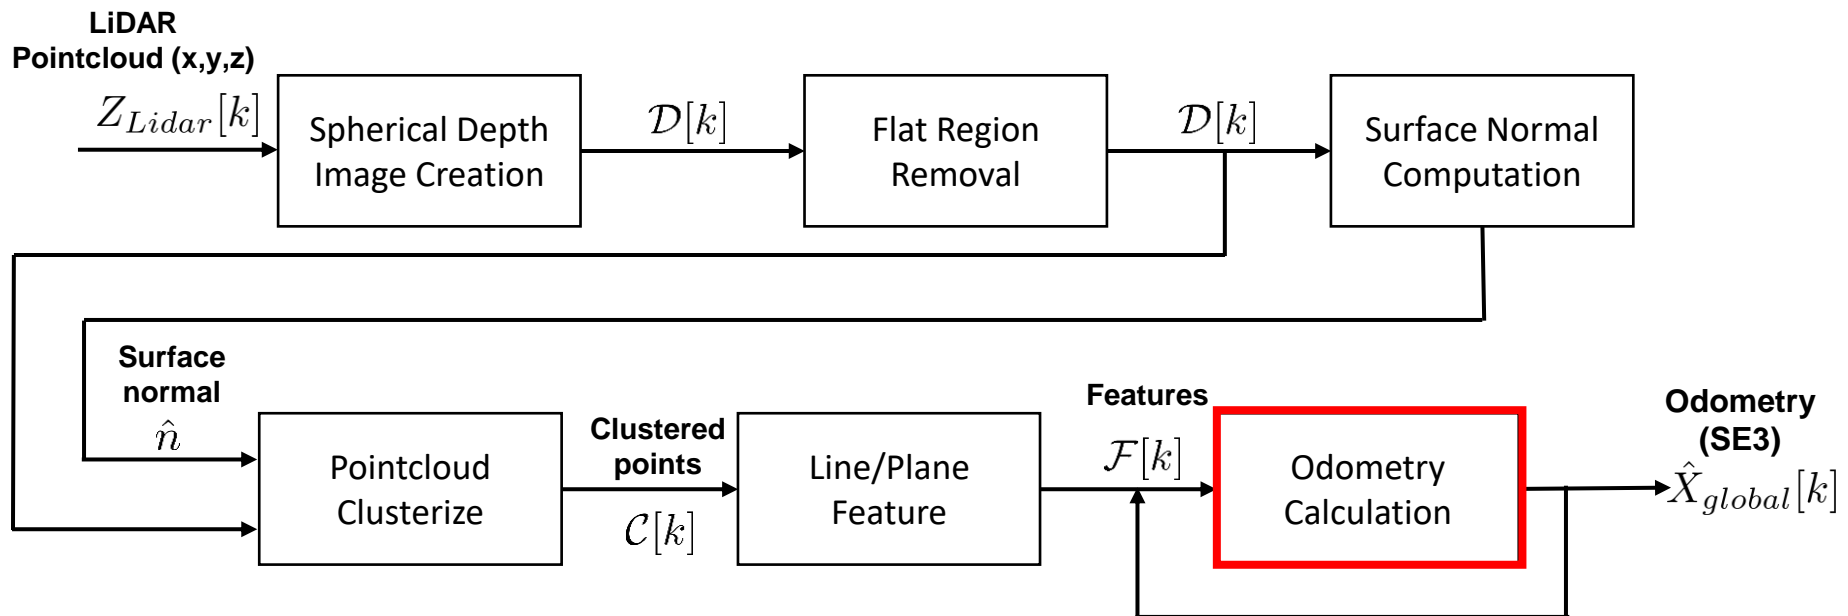 LiDAR
Pointcloud (x,y,z)
Z_{Lidar}[k]
Spherical Depth
Image Creation
𝒟[k]
Flat Region
Removal
𝒟[k]
Surface Normal
Computation
Surface
normal
n̂
Pointcloud
Clusterize
Clustered
points
𝒞[k]
Line/Plane
Feature
Features
ℱ[k]
Odometry
Calculation
Odometry
(SE3)
X̂_{global}[k]